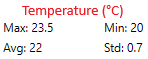 Temperature (°C)
Max: 23.5 Min: 20
Avg: 22 Std: 0.7